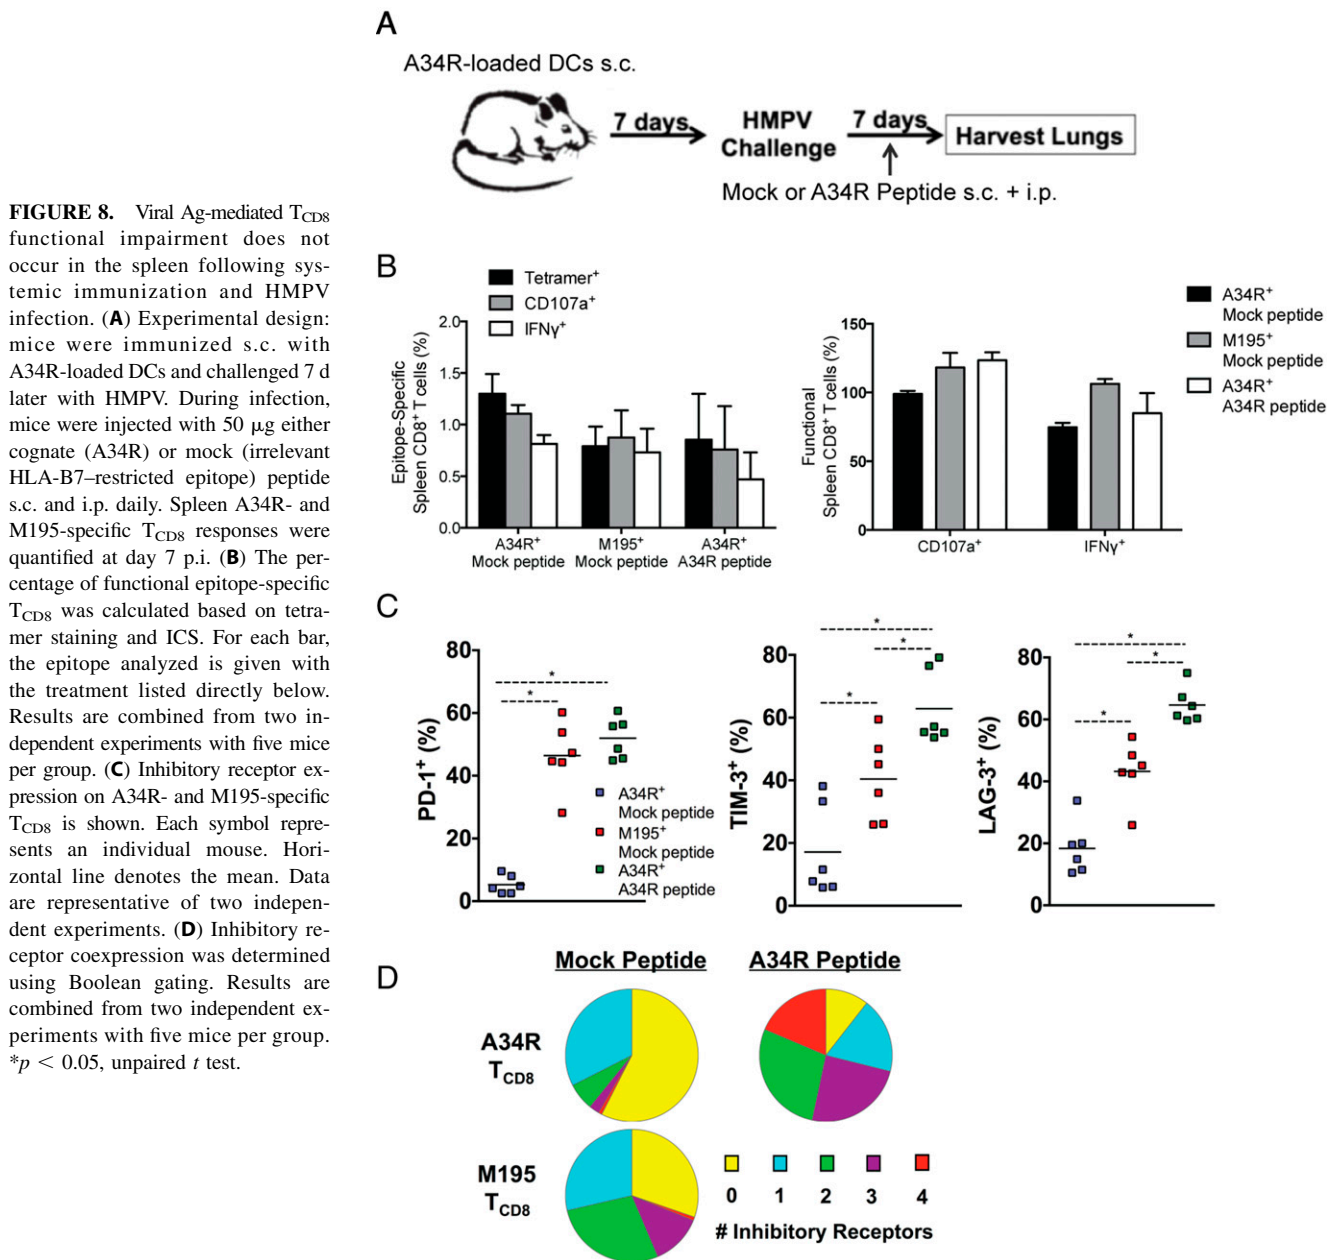 FIGURE 8. Viral Ag-mediated TCD8
functional impairment does not
occur in the spleen following sys-
temic immunization and HMPV
infection. (A) Experimental design:
mice were immunized s.c. with
A34R-loaded DCs and challenged 7 d
later with HMPV. During infection,
mice were injected with 50 μg either
cognate (A34R) or mock (irrelevant
HLA-B7–restricted epitope) peptide
s.c. and i.p. daily. Spleen A34R- and
M195-specific TCD8 responses were
quantified at day 7 p.i. (B) The per-
centage of functional epitope-specific
TCD8 was calculated based on tetra-
mer staining and ICS. For each bar,
the epitope analyzed is given with
the treatment listed directly below.
Results are combined from two in-
dependent experiments with five mice
per group. (C) Inhibitory receptor ex-
pression on A34R- and M195-specific
TCD8 is shown. Each symbol repre-
sents an individual mouse. Hori-
zontal line denotes the mean. Data
are representative of two indepen-
dent experiments. (D) Inhibitory re-
ceptor coexpression was determined
using Boolean gating. Results are
combined from two independent ex-
periments with five mice per group.
*p < 0.05, unpaired t test.
A
A34R-loaded DCs s.c.
7 days
HMPV
Challenge
7 days
Harvest Lungs
Mock or A34R Peptide s.c. + i.p.
B
Tetramer+
CD107a+
IFNγ+
Epitope-Specific
Spleen CD8+ T cells (%)
2.0
1.5
1.0
0.5
0.0
A34R+
Mock peptide
M195+
Mock peptide
A34R+
A34R peptide
Functional
Spleen CD8+ T cells (%)
150
100
50
0
CD107a+
IFNγ+
A34R+
Mock peptide
M195+
Mock peptide
A34R+
A34R peptide
C
PD-1+ (%)
80
60
40
20
0
*
*
A34R+
Mock peptide
M195+
Mock peptide
A34R+
A34R peptide
TIM-3+ (%)
80
60
40
20
0
*
*
*
LAG-3+ (%)
80
60
40
20
0
*
*
*
D
Mock Peptide
A34R Peptide
A34R
TCD8
M195
TCD8
0 1 2 3 4
# Inhibitory Receptors